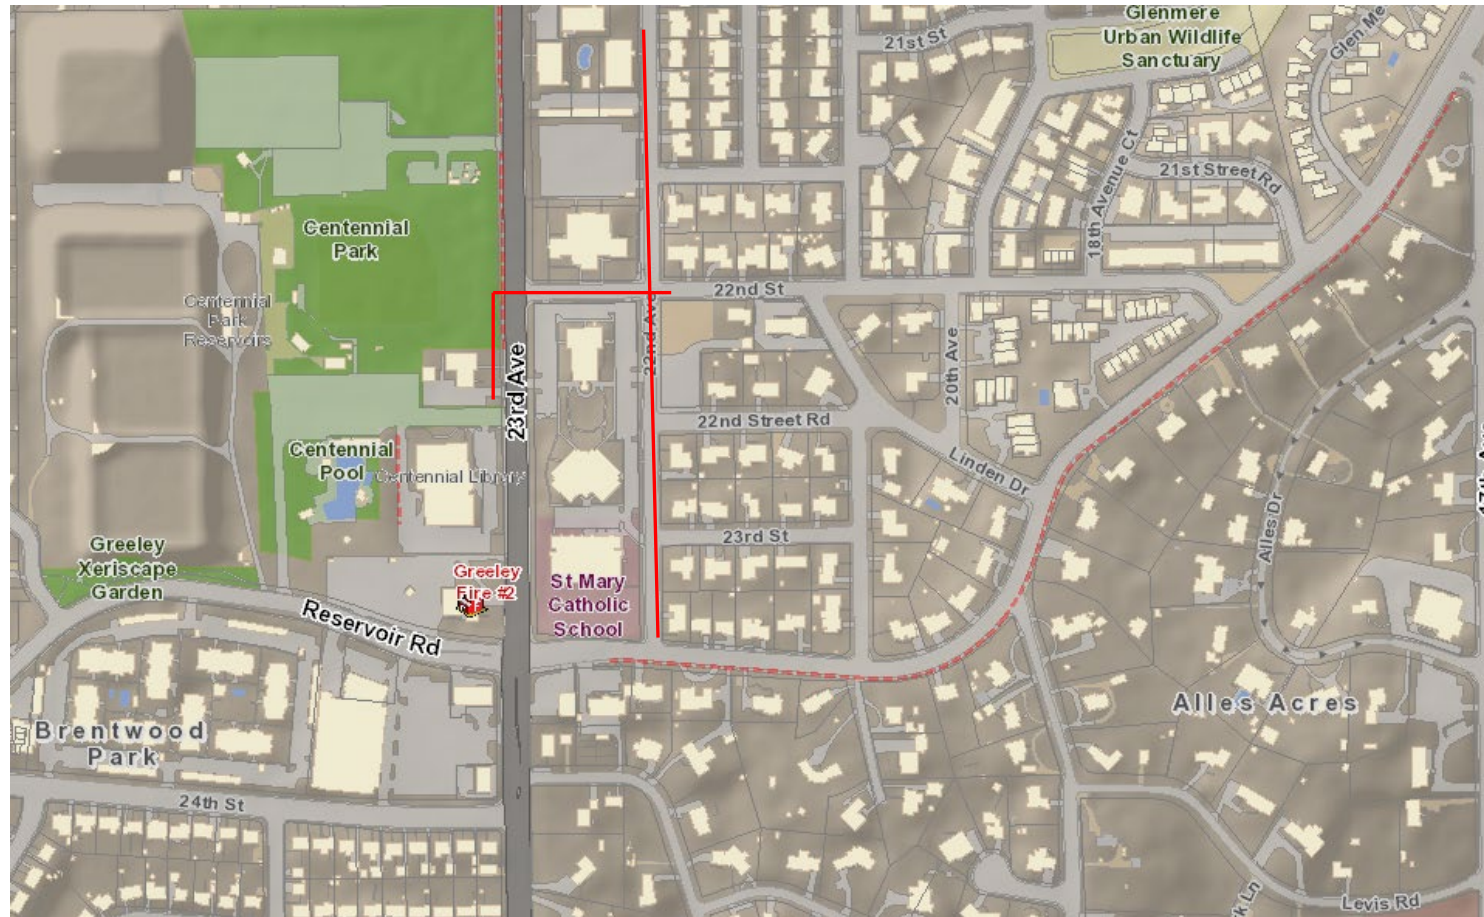 Glenmere
Urban Wildlife
Sanctuary
21st St
18th Avenue Ct
21st Street Rd
Centennial
Park
Centennial
Park
Reservoirs
22nd St
22nd Ave
23rd Ave
20th Ave
22nd Street Rd
Linden Dr
Centennial
Pool
Centennial Library
23rd St
Alles Dr
Greeley
Xeriscape
Garden
Greeley
Fire #2
St Mary
Catholic
School
Reservoir Rd
Alles Acres
Brentwood
Park
24th St
Levis Rd